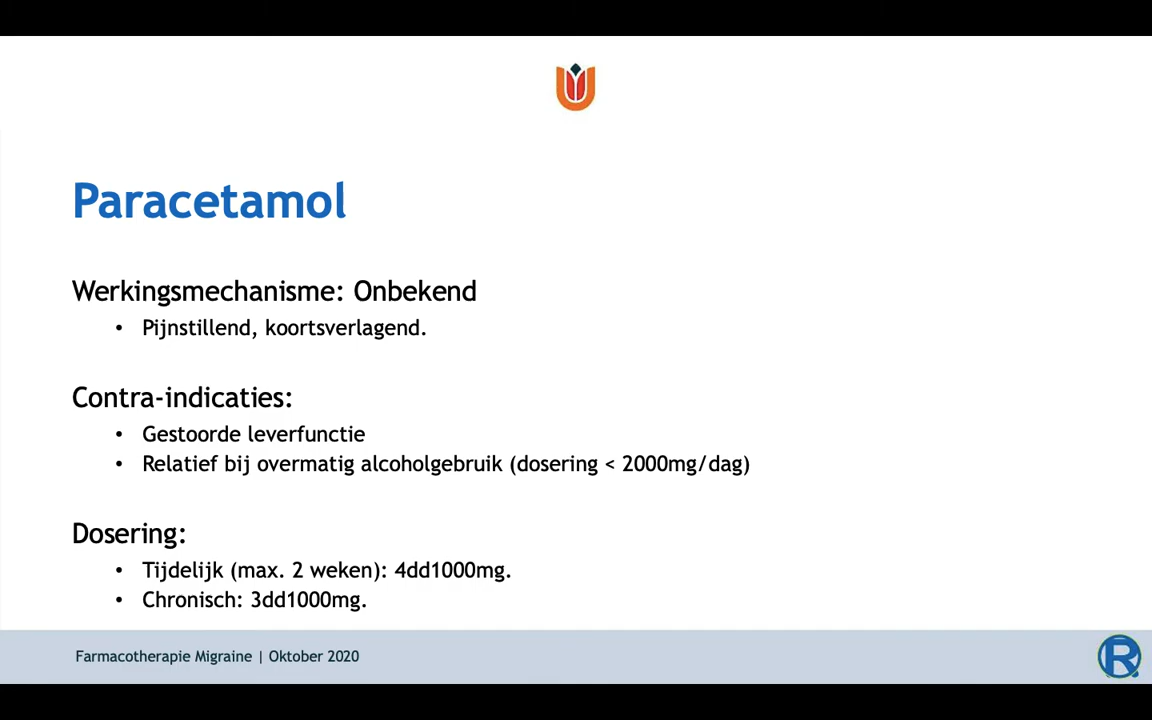 Paracetamol
Werkingsmechanisme: Onbekend
• Pijnstillend, koortsverlagend.
Contra-indicaties:
• Gestoorde leverfunctie
• Relatief bij overmatig alcoholgebruik (dosering < 2000mg/dag)
Dosering:
• Tijdelijk (max. 2 weken): 4dd1000mg.
• Chronisch: 3dd1000mg.
Farmacotherapie Migraine | Oktober 2020
R